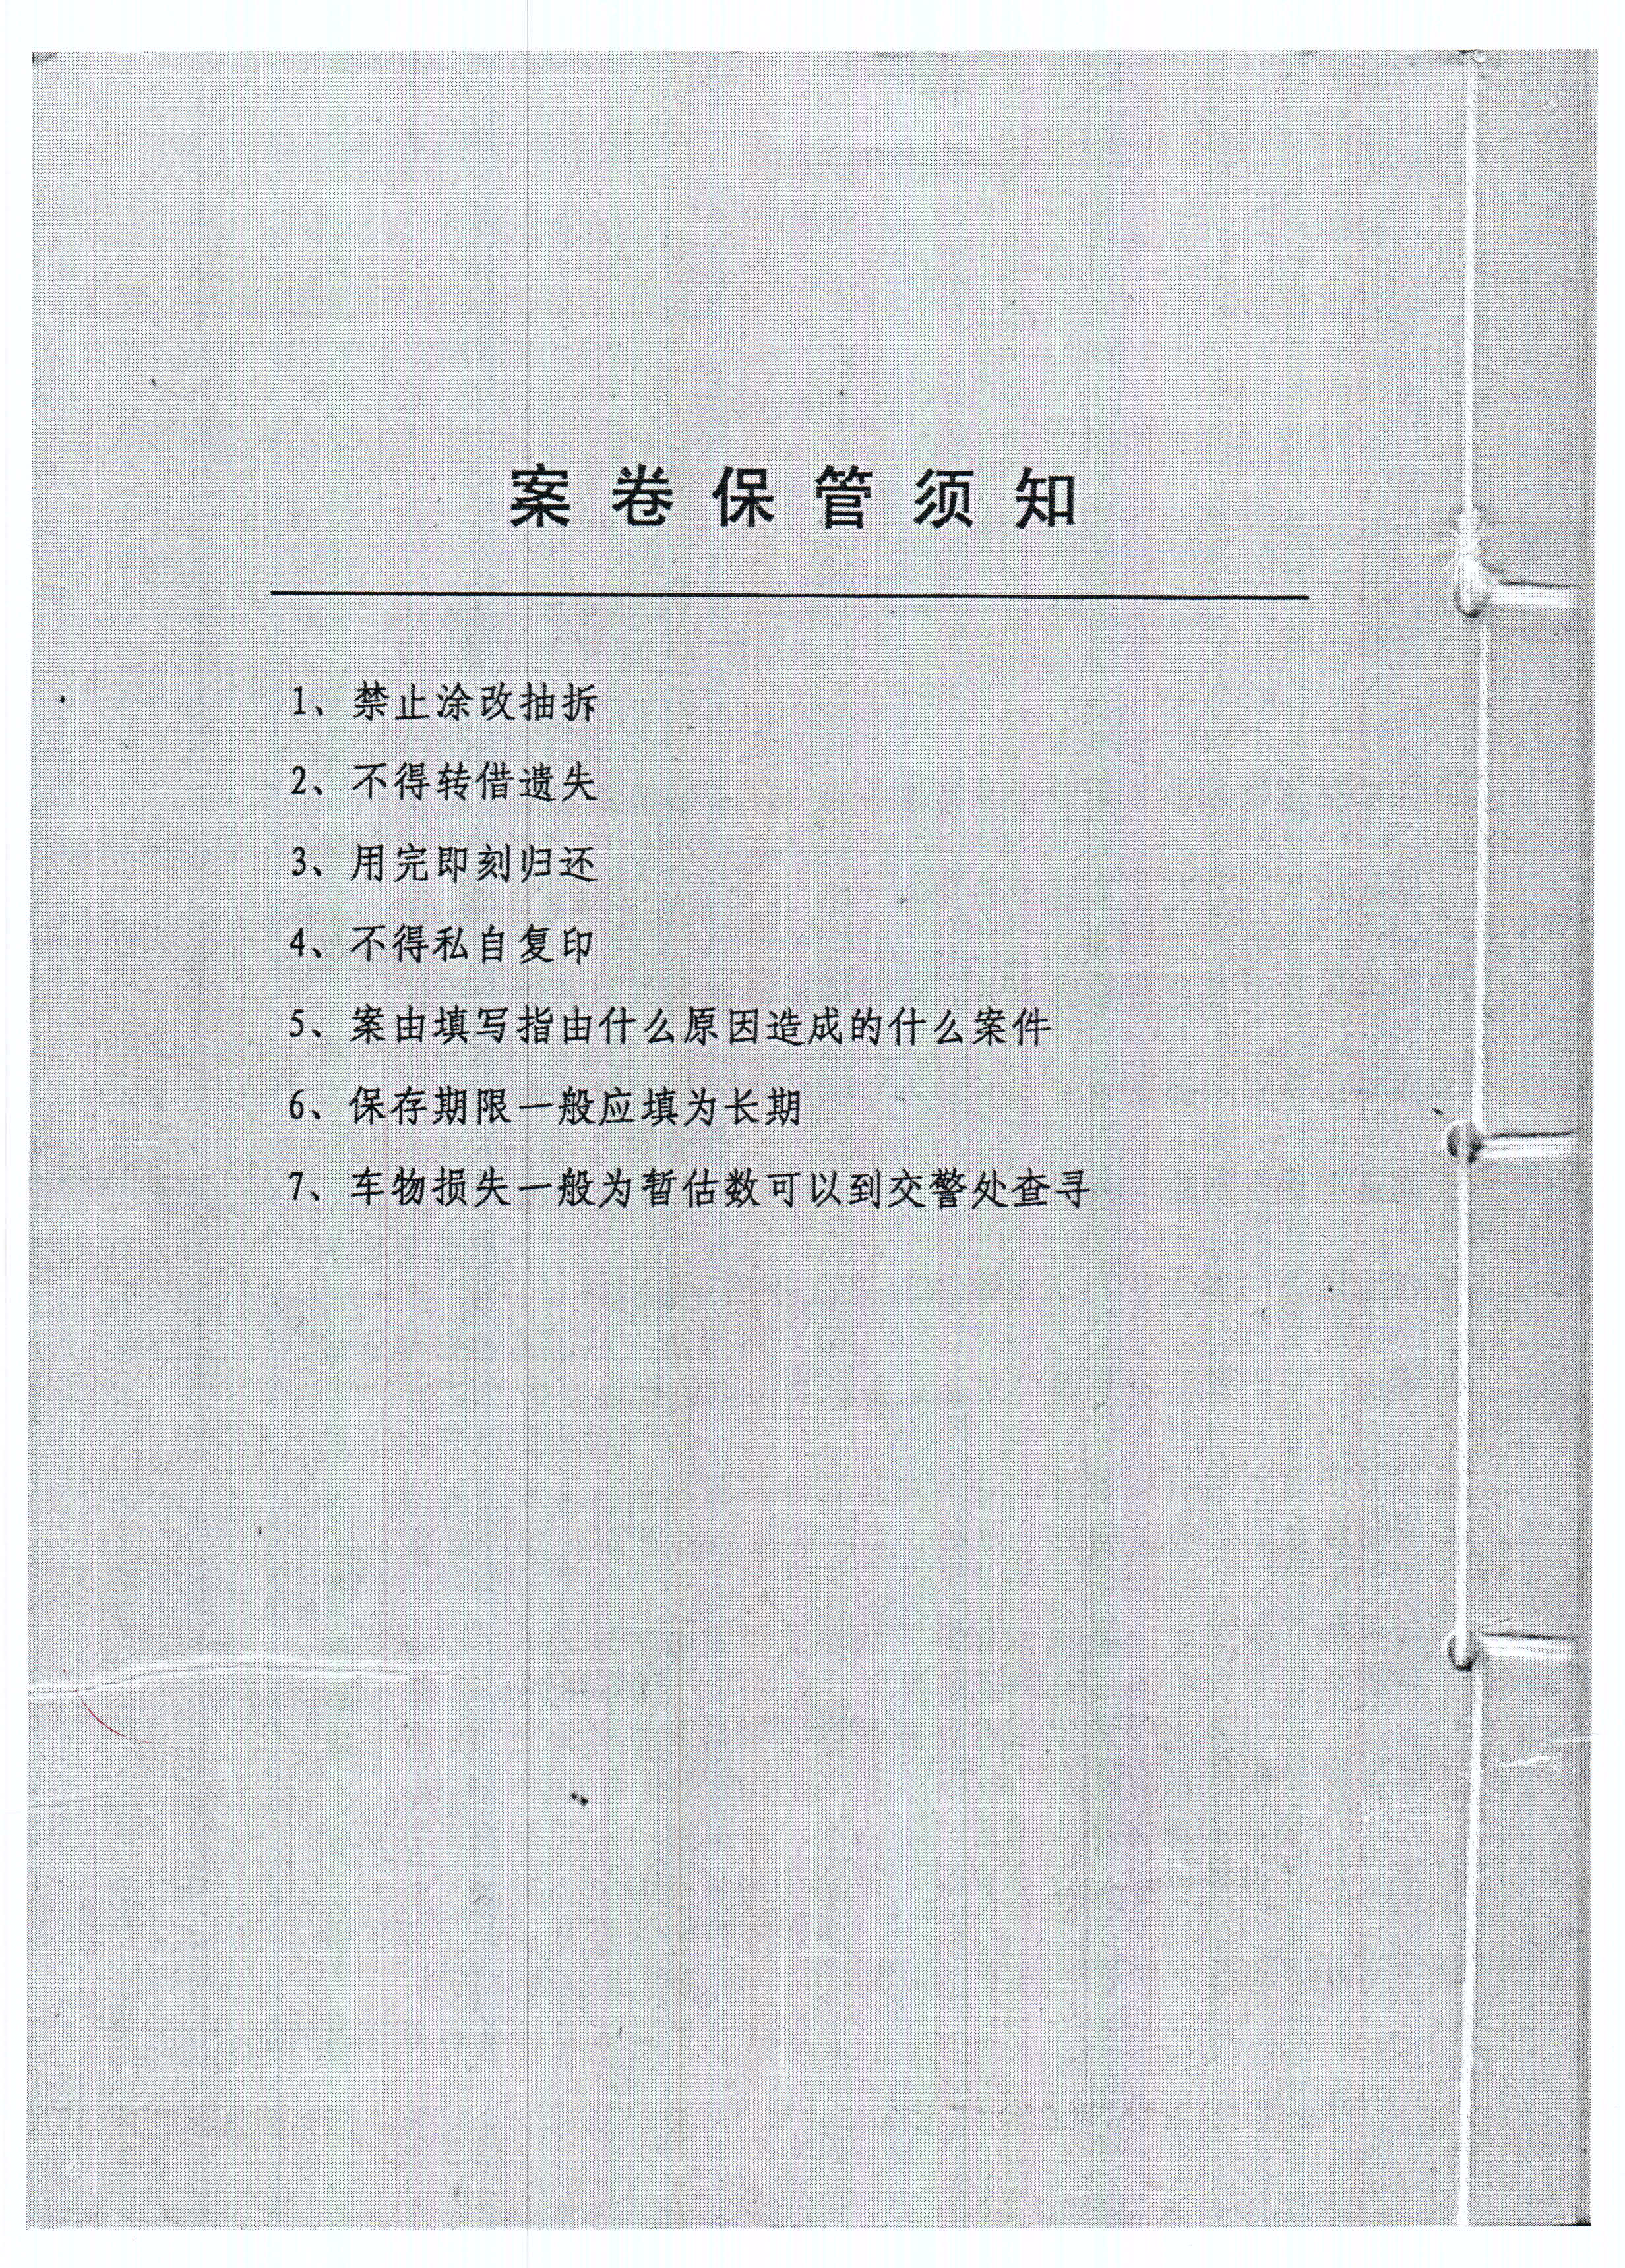 案卷保管须知
1、禁止涂改抽拆
2、不得转借遗失
3、用完即刻归还
4、不得私自复印
5、案由填写指由什么原因造成的什么案件
6、保存期限一般应填为长期
7、车物损失一般为暂估数可以到交警处查寻